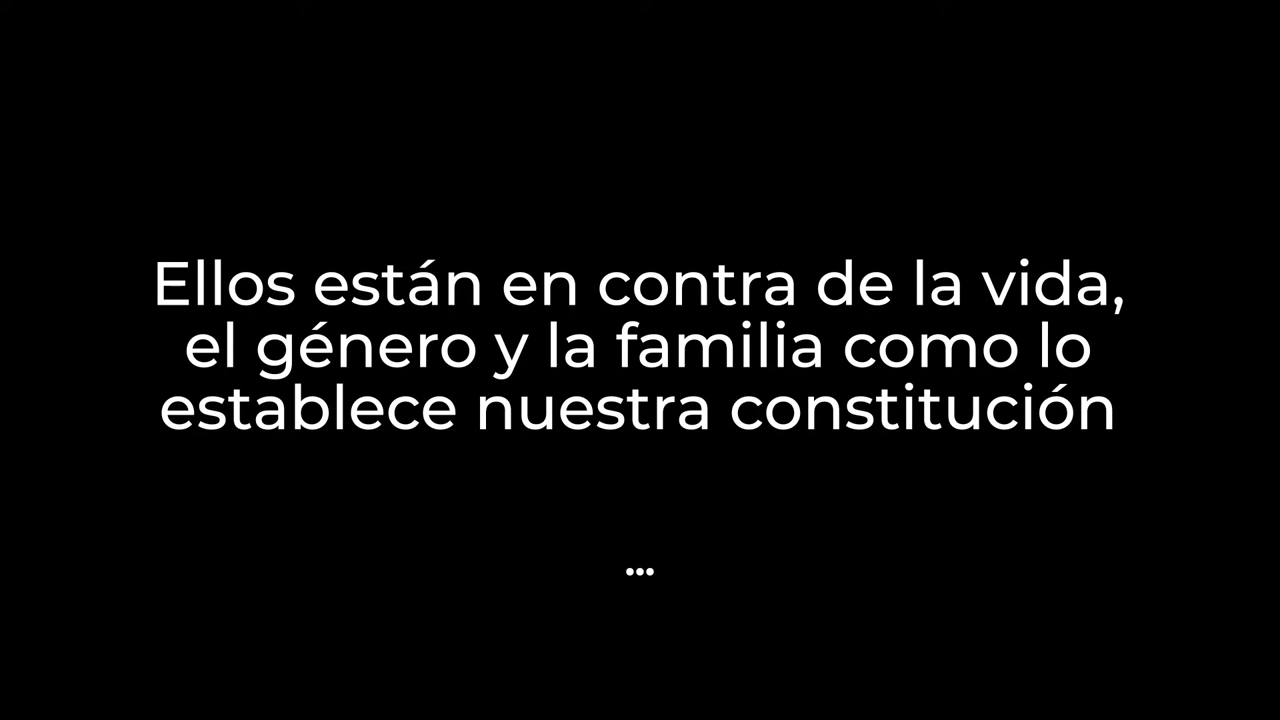 Ellos están en contra de la vida,
el género y la familia como lo
establece nuestra constitución
...